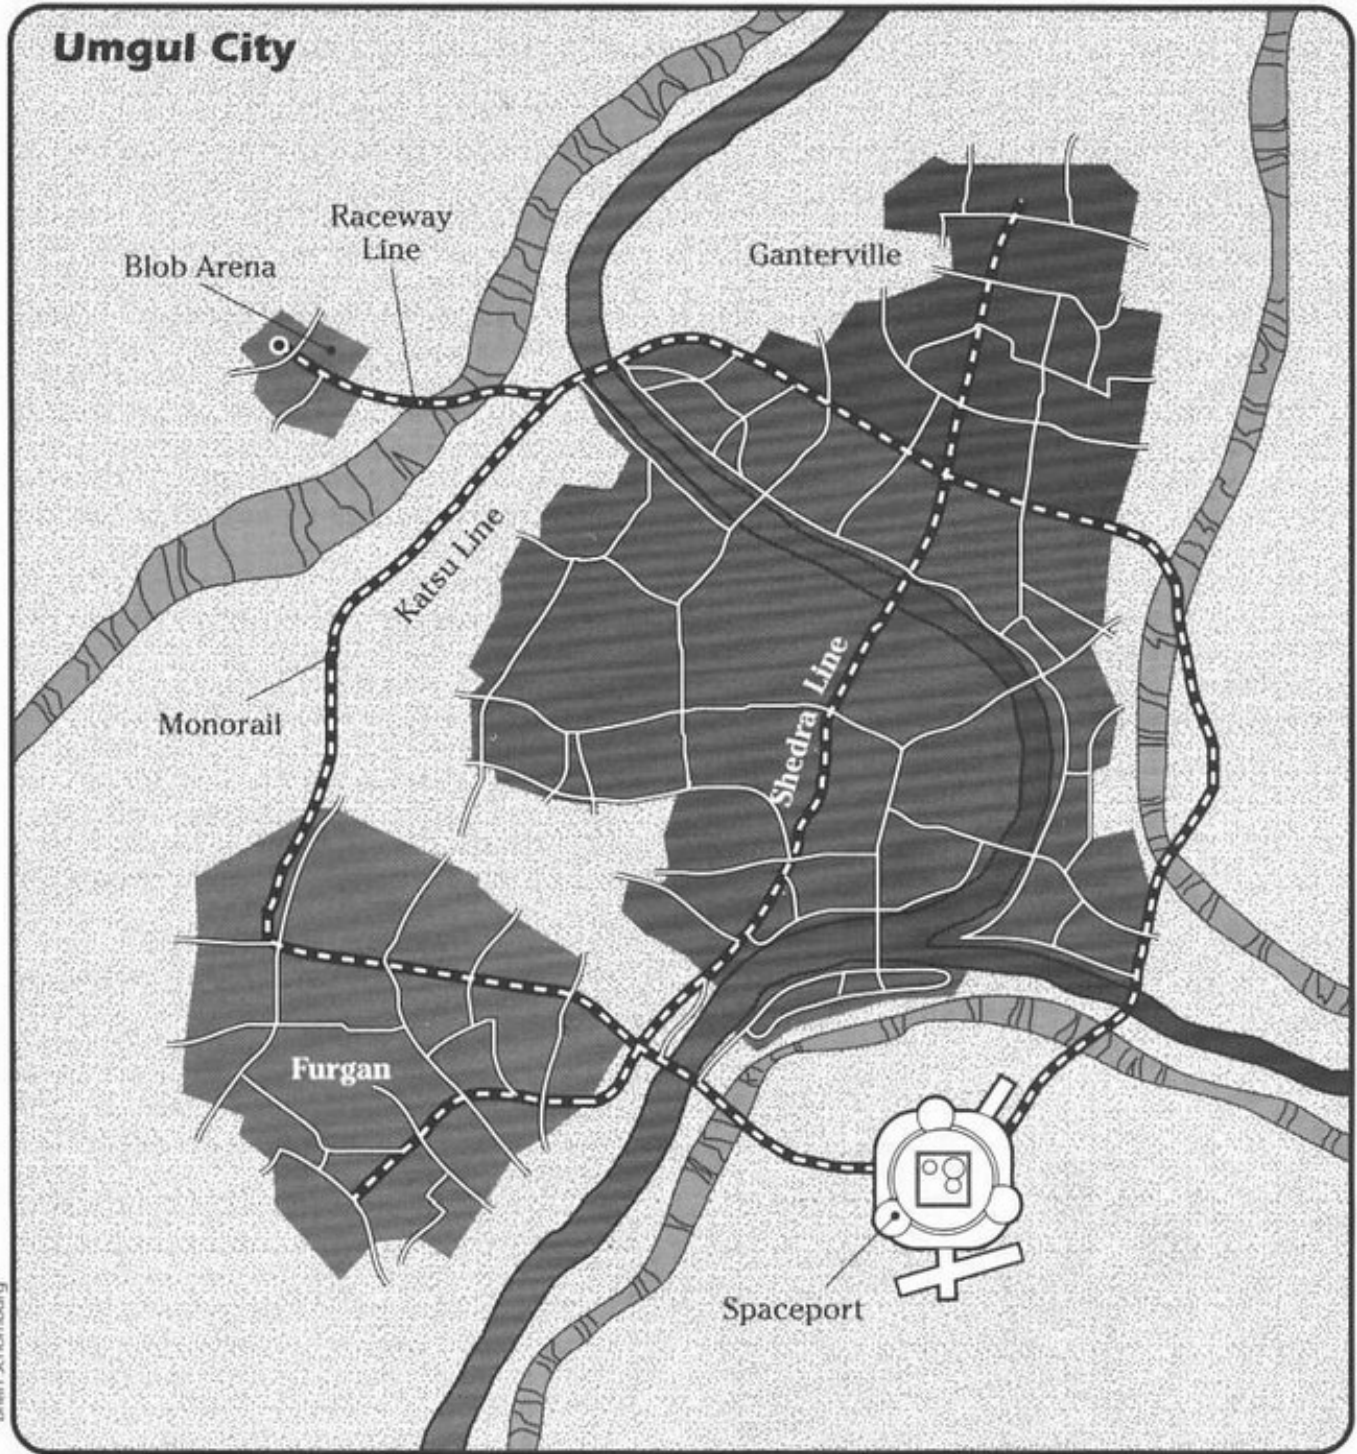 Umgul City
Raceway
Line
Blob Arena
Ganterville
Katsu Line
Shedra Line
Monorail
Furgan
Spaceport